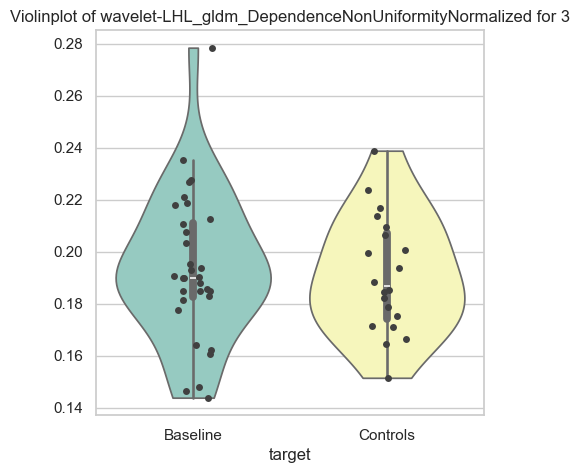 Violinplot of wavelet-LHL_gldm_DependenceNonUniformityNormalized for 3
0.28
0.26
0.24
0.22
0.20
0.18
0.16
0.14
Baseline
Controls
target